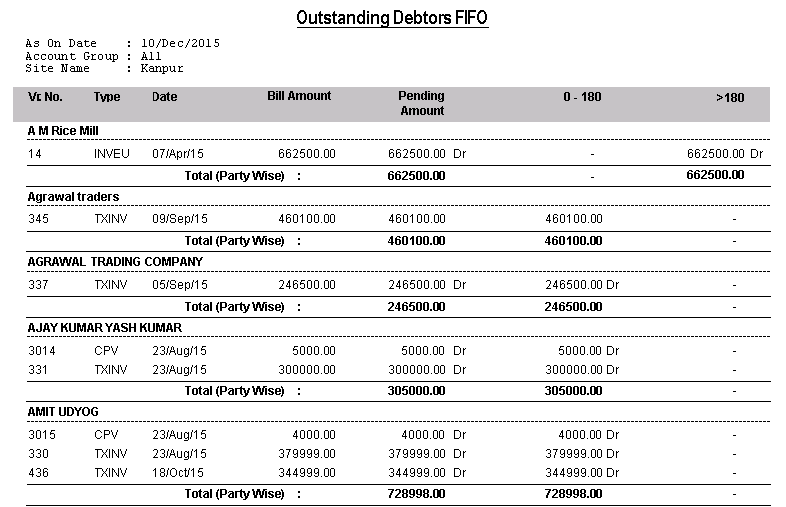 Outstanding Debtors FIFO
As On Date : 10/Dec/2015
Account Group : All
Site Name : Kanpur
Vr. No. Type Date Bill Amount Pending Amount 0 - 180 >180
A M Rice Mill
14 INVEU 07/Apr/15 662500.00 662500.00 Dr - 662500.00 Dr
Total (Party Wise) : 662500.00 - 662500.00
Agrawal traders
345 TXINV 09/Sep/15 460100.00 460100.00 460100.00 -
Total (Party Wise) : 460100.00 460100.00 -
AGRAWAL TRADING COMPANY
337 TXINV 05/Sep/15 246500.00 246500.00 Dr 246500.00 Dr -
Total (Party Wise) : 246500.00 246500.00 -
AJAY KUMAR YASH KUMAR
3014 CPV 23/Aug/15 5000.00 5000.00 Dr 5000.00 Dr -
331 TXINV 23/Aug/15 300000.00 300000.00 Dr 300000.00 Dr -
Total (Party Wise) : 305000.00 305000.00 -
AMIT UDYOG
3015 CPV 23/Aug/15 4000.00 4000.00 Dr 4000.00 Dr -
330 TXINV 23/Aug/15 379999.00 379999.00 Dr 379999.00 Dr -
436 TXINV 18/Oct/15 344999.00 344999.00 Dr 344999.00 Dr -
Total (Party Wise) : 728998.00 728998.00 -